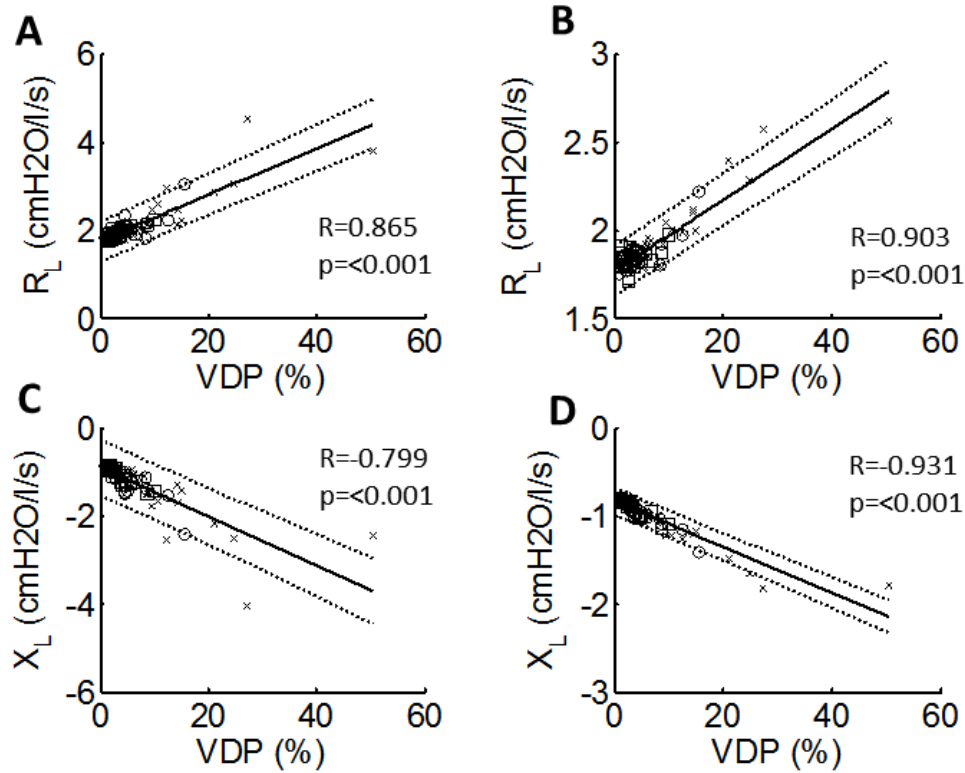 A
6
4
2
0
R_L (cmH2O/l/s)
R=0.865
p=<0.001
0 20 40 60
VDP (%)
B
3
2.5
2
1.5
R_L (cmH2O/l/s)
R=0.903
p=<0.001
0 20 40 60
VDP (%)
C
0
-2
-4
-6
X_L (cmH2O/l/s)
R=-0.799
p=<0.001
0 20 40 60
VDP (%)
D
0
-1
-2
-3
X_L (cmH2O/l/s)
R=-0.931
p=<0.001
0 20 40 60
VDP (%)